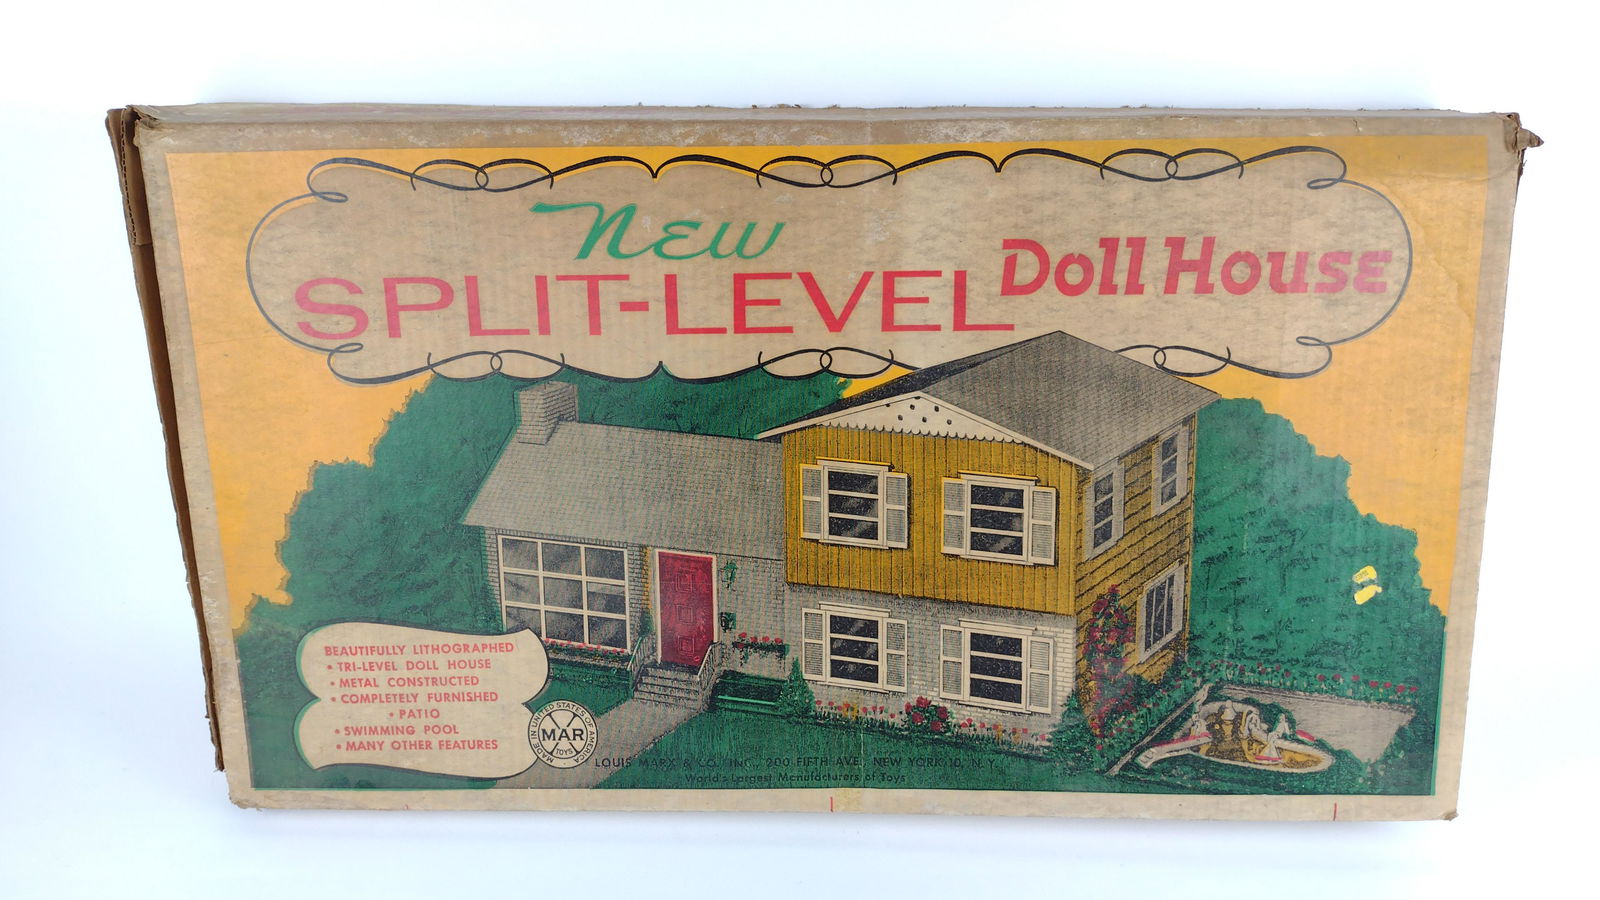 New
SPLIT-LEVEL Doll House
BEAUTIFULLY LITHOGRAPHED
• TRI-LEVEL DOLL HOUSE
• METAL CONSTRUCTED
• COMPLETELY FURNISHED
• PATIO
• SWIMMING POOL
• MANY OTHER FEATURES
MADE IN UNITED STATES OF AMERICA
MAR
TOYS
LOUIS MARX & CO. INC., 200 FIFTH AVE., NEW YORK 10, N.Y.
World's Largest Manufacturers of Toys